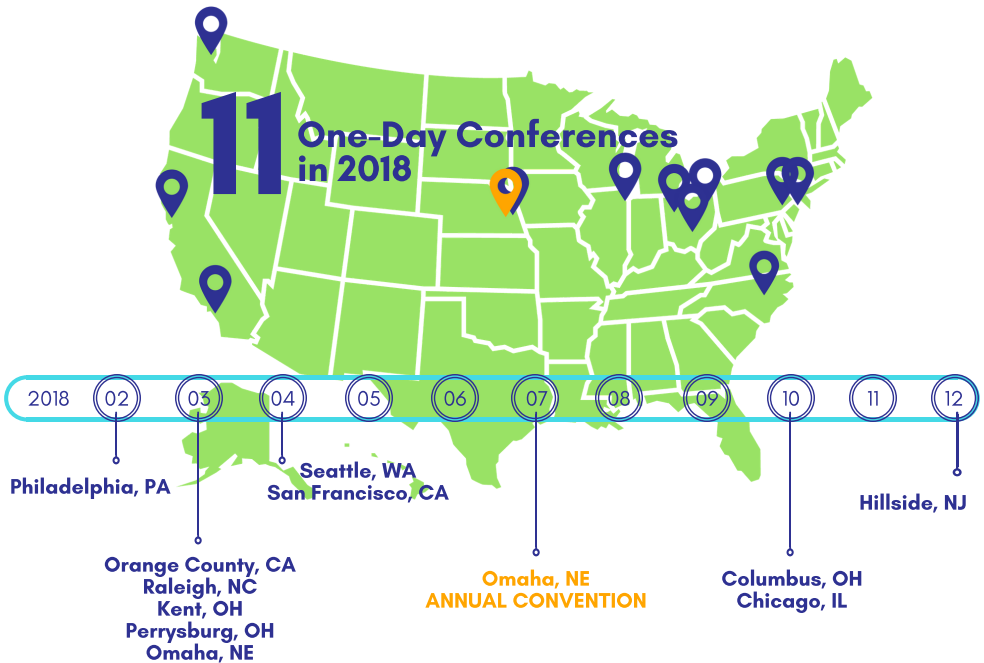 11
One-Day Conferences
in 2018
2018 02 03 04 05 06 07 08 09 10 11 12
Philadelphia, PA
Orange County, CA
Raleigh, NC
Kent, OH
Perrysburg, OH
Omaha, NE
Seattle, WA
San Francisco, CA
Omaha, NE
ANNUAL CONVENTION
Columbus, OH
Chicago, IL
Hillside, NJ